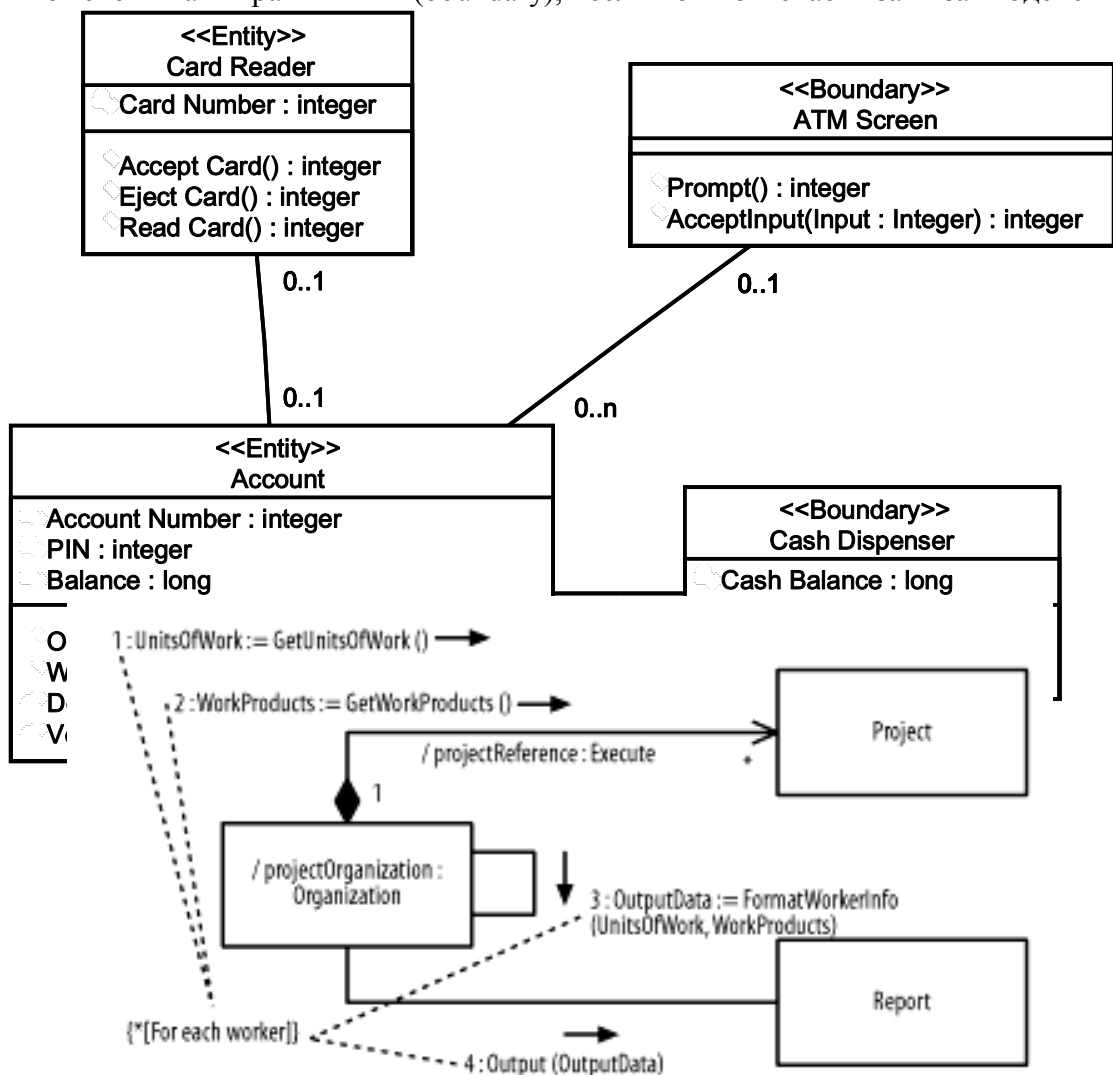 (boundary),
<<Entity>>
Card Reader
Card Number : integer
Accept Card() : integer
Eject Card() : integer
Read Card() : integer
<<Boundary>>
ATM Screen
Prompt() : integer
AcceptInput(Input : Integer) : integer
0..1
0..1
0..1
0..n
<<Entity>>
Account
Account Number : integer
PIN : integer
Balance : long
O
W
D
V
<<Boundary>>
Cash Dispenser
Cash Balance : long
1 : UnitsOfWork := GetUnitsOfWork ()
2 : WorkProducts := GetWorkProducts ()
/ projectReference : Execute
*
Project
1
/ projectOrganization :
Organization
3 : OutputData := FormatWorkerInfo
(UnitsOfWork, WorkProducts)
Report
{*[For each worker]}
4 : Output (OutputData)